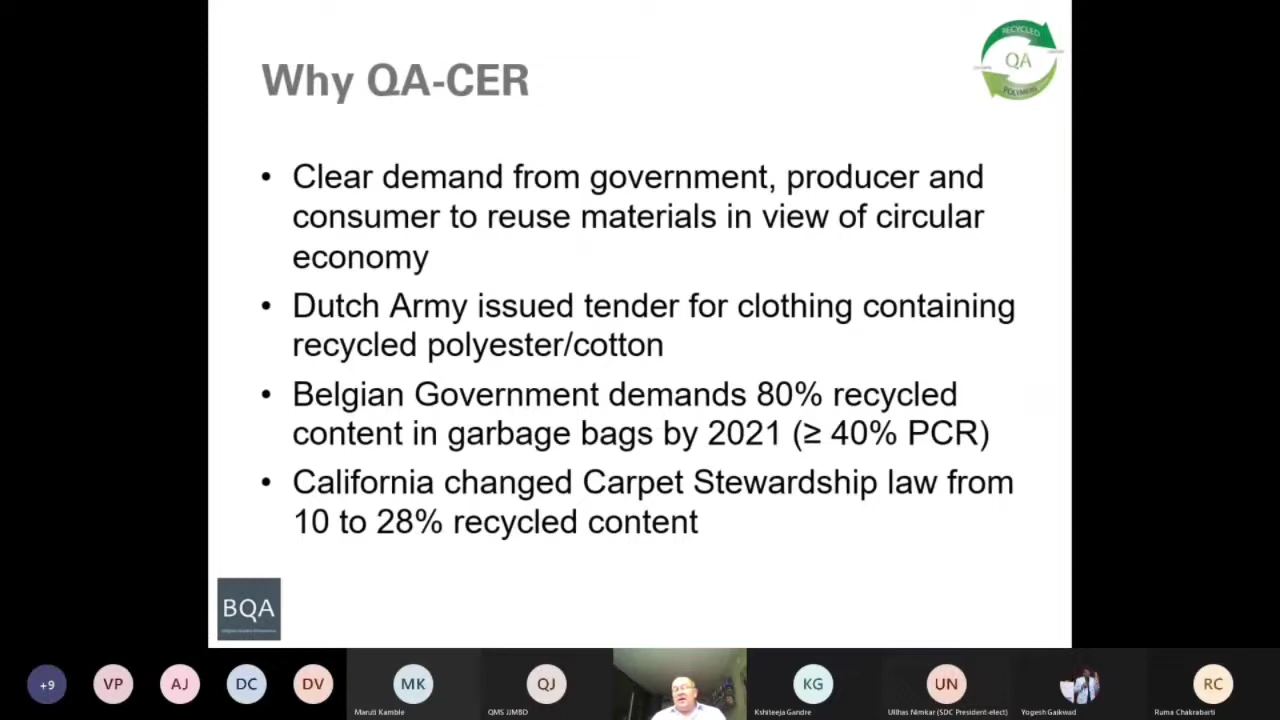 Why QA-CER
RECYCLED
QA
POLYMERS
• Clear demand from government, producer and
consumer to reuse materials in view of circular
economy
• Dutch Army issued tender for clothing containing
recycled polyester/cotton
• Belgian Government demands 80% recycled
content in garbage bags by 2021 (≥ 40% PCR)
• California changed Carpet Stewardship law from
10 to 28% recycled content
BQA
+9
VP
AJ
DC
DV
MK
Maruti Kamble
QJ
QMS JJMBD
KG
Kshiteeja Gandre
UN
Ullhas Nimkar (SDC President-elect)
Yogesh Gaikwad
RC
Ruma Chakrabarti